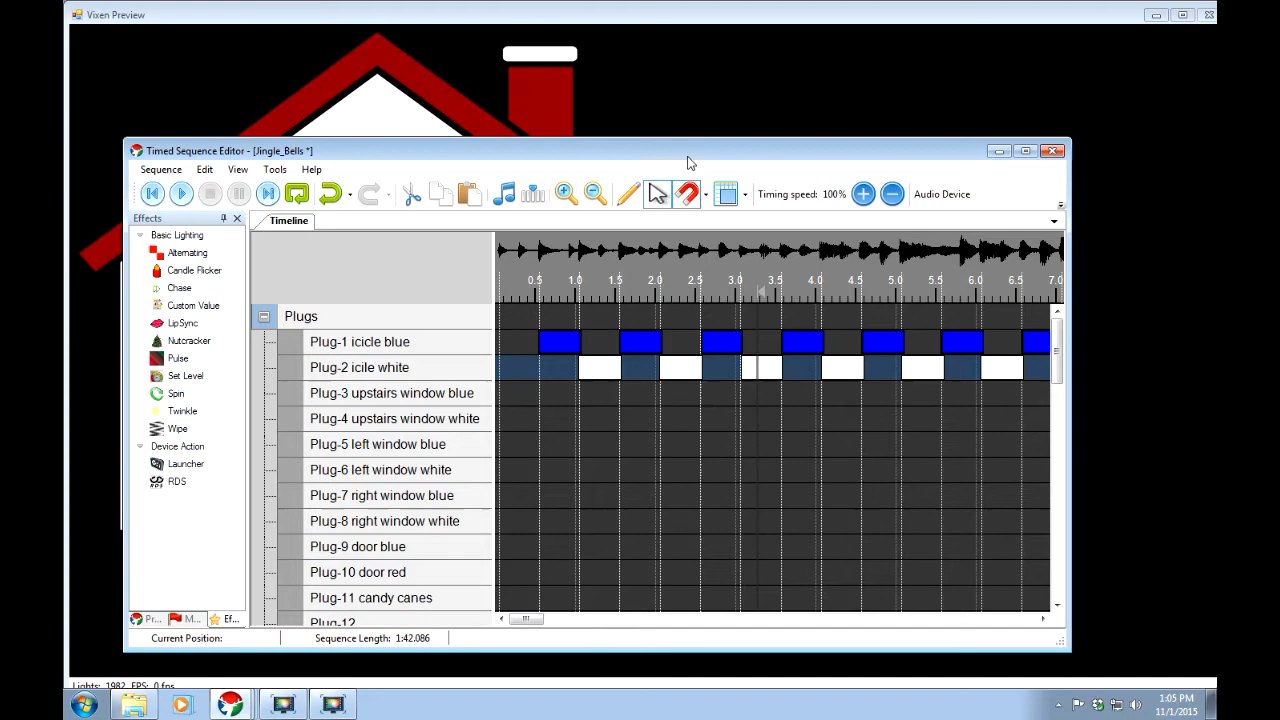 Vixen Preview
Timed Sequence Editor - [Jingle_Bells *]
Sequence Edit View Tools Help
Timing speed: 100% Audio Device
Effects
Timeline
Basic Lighting
Alternating
Candle Flicker
Chase
Custom Value
LipSync
Nutcracker
Pulse
Set Level
Spin
Twinkle
Wipe
Device Action
Launcher
RDS
0.5 1.0 1.5 2.0 2.5 3.0 3.5 4.0 4.5 5.0 5.5 6.0 6.5 7.0
Plugs
Plug-1 icicle blue
Plug-2 icile white
Plug-3 upstairs window blue
Plug-4 upstairs window white
Plug-5 left window blue
Plug-6 left window white
Plug-7 right window blue
Plug-8 right window white
Plug-9 door blue
Plug-10 door red
Plug-11 candy canes
Plug-12
Pr... M... Ef...
Current Position: Sequence Length: 1:42.086
Lights: 1982 FPS: 0 fps
1:05 PM
11/1/2015